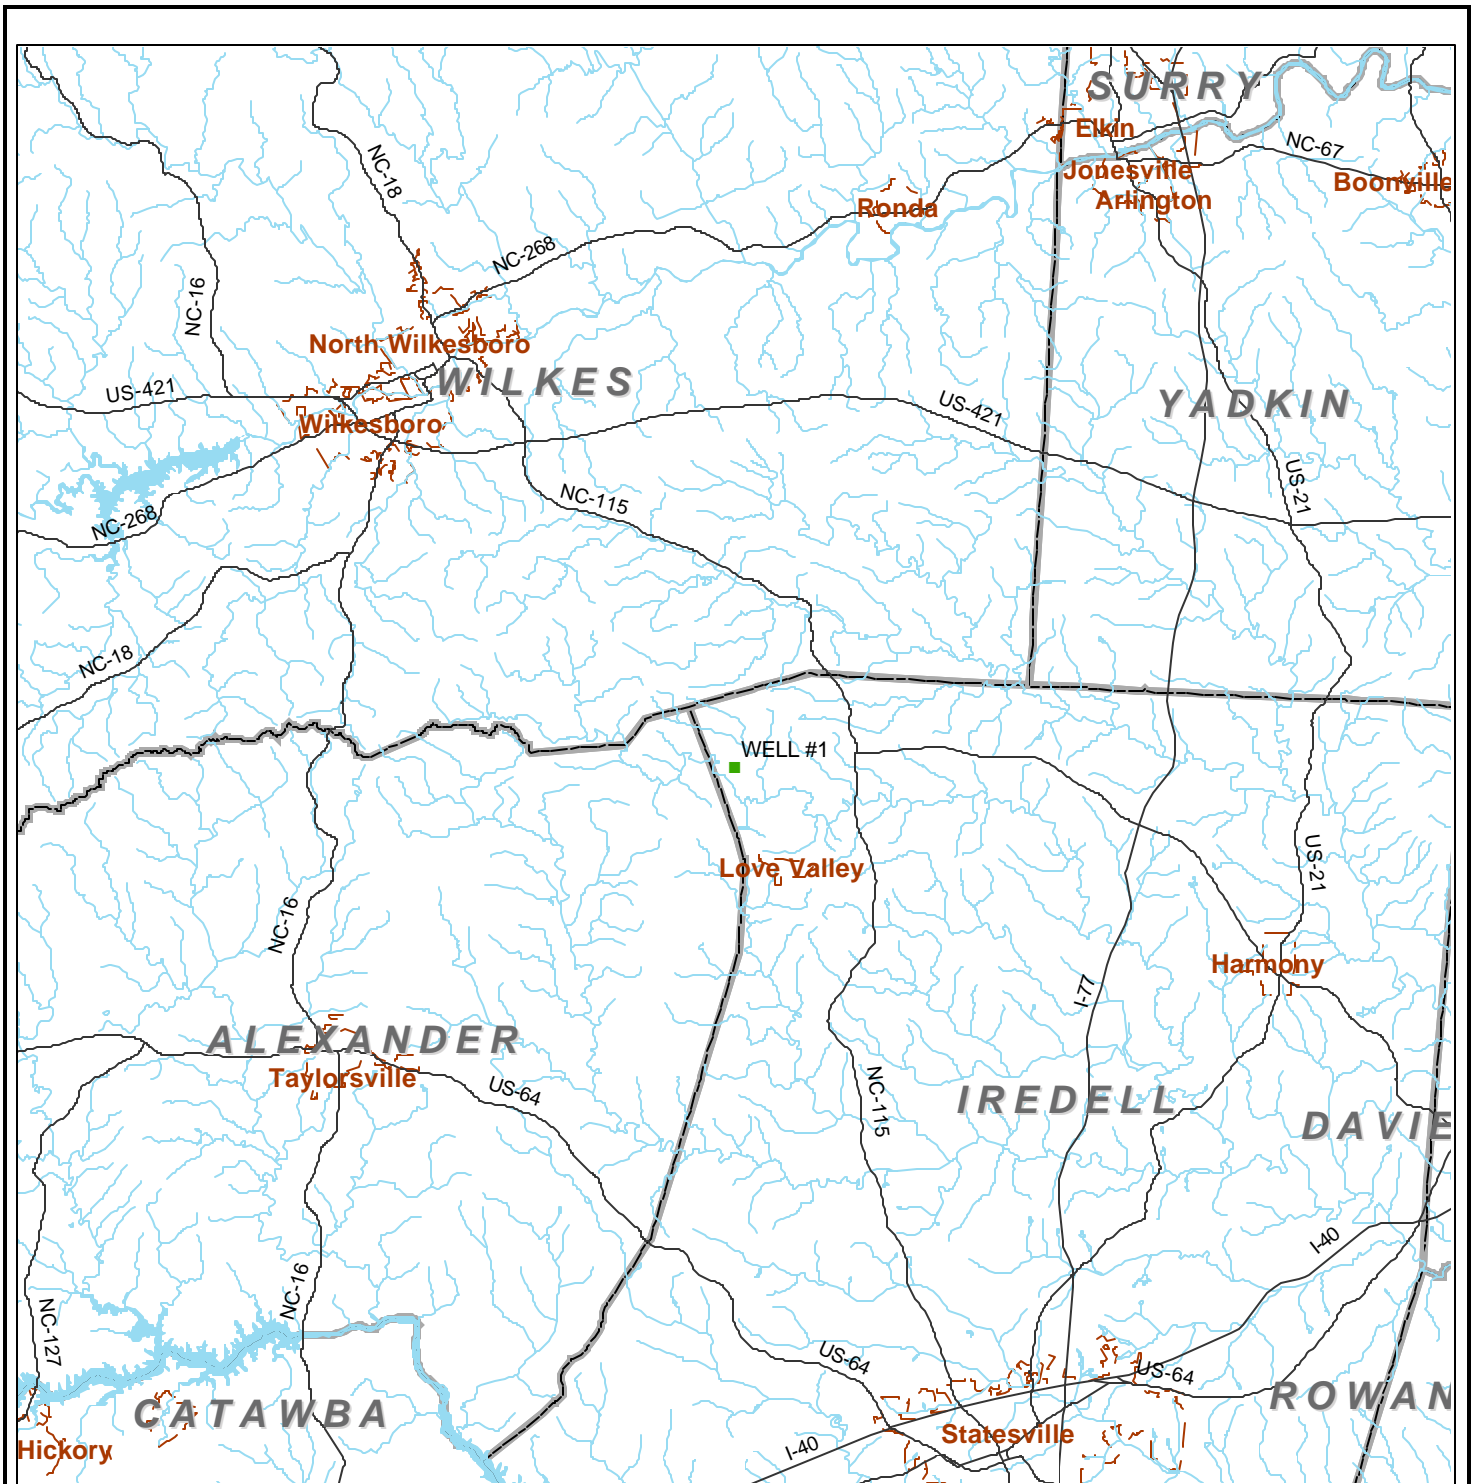 SURRY
Elkin
NC-67
NC-18
Jonesville
Boonville
Arlington
Ronda
NC-268
NC-16
North Wilkesboro
WILKES
US-421
US-421
YADKIN
Wilkesboro
US-21
NC-115
NC-268
NC-18
WELL #1
US-21
Love Valley
NC-16
Harmony
I-77
ALEXANDER
Taylorsville
US-64
NC-115
IREDELL
DAVIE
I-40
NC-16
NC-127
US-64
US-64
CATAWBA
ROWAN
Statesville
Hickory
I-40